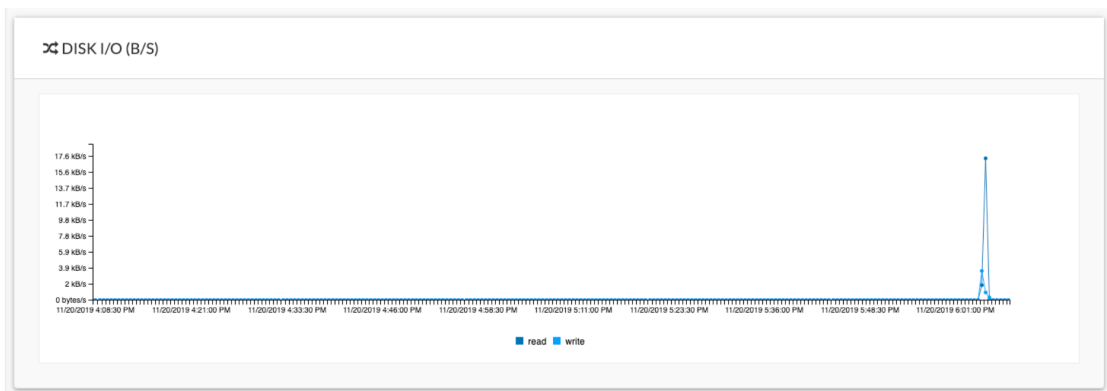 DISK I/O (B/S)
17.6 kB/s
15.6 kB/s
13.7 kB/s
11.7 kB/s
9.8 kB/s
7.8 kB/s
5.9 kB/s
3.9 kB/s
2 kB/s
0 bytes/s
11/20/2019 4:08:30 PM 11/20/2019 4:21:00 PM 11/20/2019 4:33:30 PM 11/20/2019 4:46:00 PM 11/20/2019 4:58:30 PM 11/20/2019 5:11:00 PM 11/20/2019 5:23:30 PM 11/20/2019 5:36:00 PM 11/20/2019 5:48:30 PM 11/20/2019 6:01:00 PM
read write